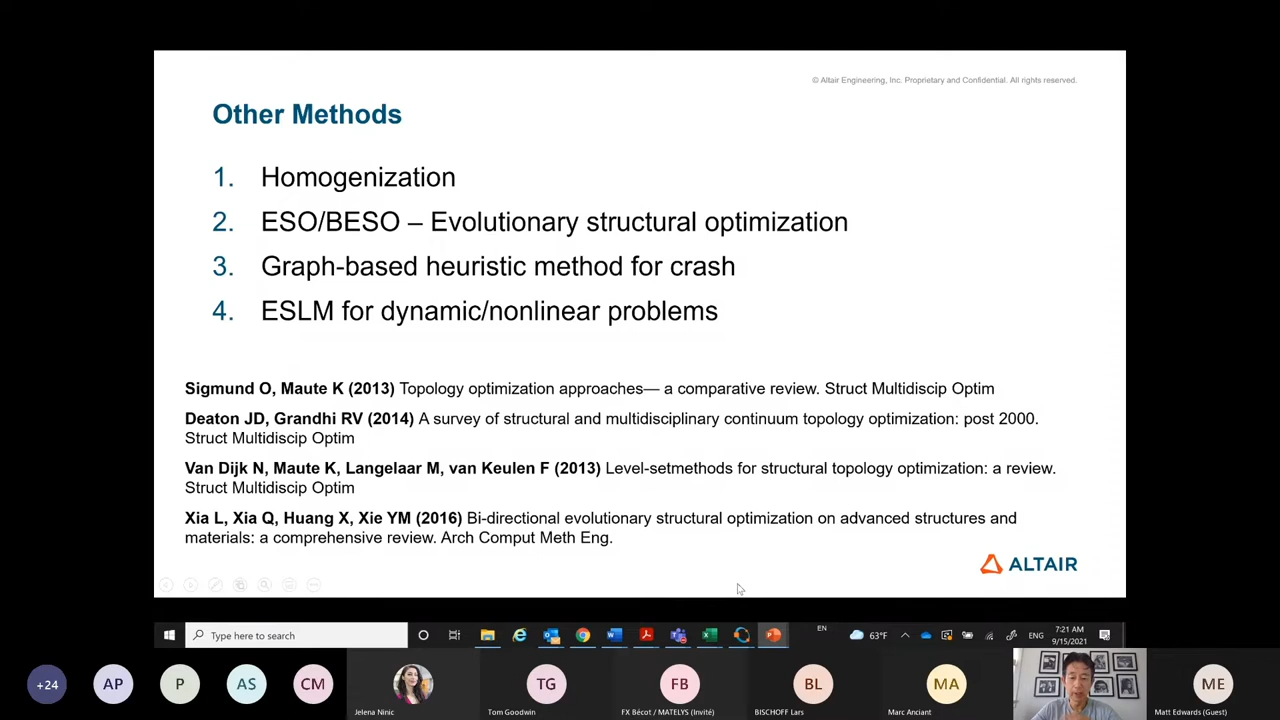 © Altair Engineering, Inc. Proprietary and Confidential. All rights reserved.
Other Methods
1. Homogenization
2. ESO/BESO – Evolutionary structural optimization
3. Graph-based heuristic method for crash
4. ESLM for dynamic/nonlinear problems
Sigmund O, Maute K (2013) Topology optimization approaches— a comparative review. Struct Multidiscip Optim
Deaton JD, Grandhi RV (2014) A survey of structural and multidisciplinary continuum topology optimization: post 2000.
Struct Multidiscip Optim
Van Dijk N, Maute K, Langelaar M, van Keulen F (2013) Level-setmethods for structural topology optimization: a review.
Struct Multidiscip Optim
Xia L, Xia Q, Huang X, Xie YM (2016) Bi-directional evolutionary structural optimization on advanced structures and
materials: a comprehensive review. Arch Comput Meth Eng.
ALTAIR
Type here to search
EN
63°F
ENG
7:21 AM
9/15/2021
+24
AP
P
AS
CM
Jelena Ninic
TG
Tom Goodwin
FB
FX Bécot / MATELYS (Invité)
BL
BISCHOFF Lars
MA
Marc Anciant
ME
Matt Edwards (Guest)